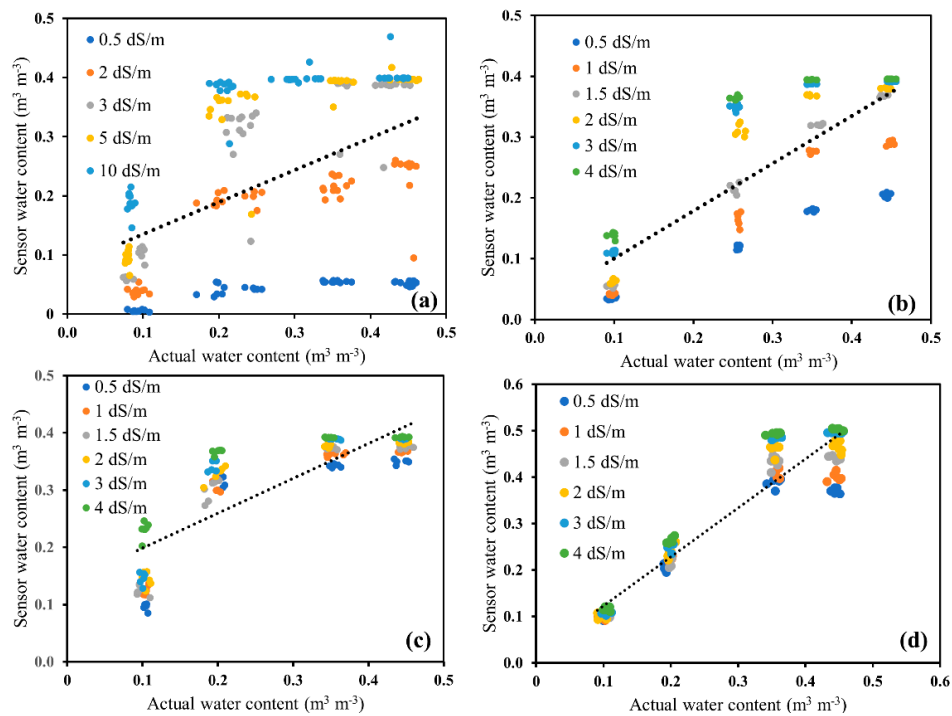 0.5
0.4
0.3
0.2
0.1
0
Sensor water content (m³ m⁻³)
0.5 dS/m
2 dS/m
3 dS/m
5 dS/m
10 dS/m
(a)
0.0 0.1 0.2 0.3 0.4 0.5
Actual water content (m³ m⁻³)
0.5
0.4
0.3
0.2
0.1
0.0
Sensor water content (m³ m⁻³)
0.5 dS/m
1 dS/m
1.5 dS/m
2 dS/m
3 dS/m
4 dS/m
(b)
0.0 0.1 0.2 0.3 0.4 0.5
Actual water content (m³ m⁻³)
0.5
0.4
0.3
0.2
0.1
0.0
Sensor water content (m³ m⁻³)
0.5 dS/m
1 dS/m
1.5 dS/m
2 dS/m
3 dS/m
4 dS/m
(c)
0.0 0.1 0.2 0.3 0.4 0.5
Actual water content (m³ m⁻³)
0.6
0.5
0.4
0.3
0.2
0.1
0.0
Sensor water content (m³ m⁻³)
0.5 dS/m
1 dS/m
1.5 dS/m
2 dS/m
3 dS/m
4 dS/m
(d)
0.0 0.1 0.2 0.3 0.4 0.5 0.6
Actual water content (m³ m⁻³)